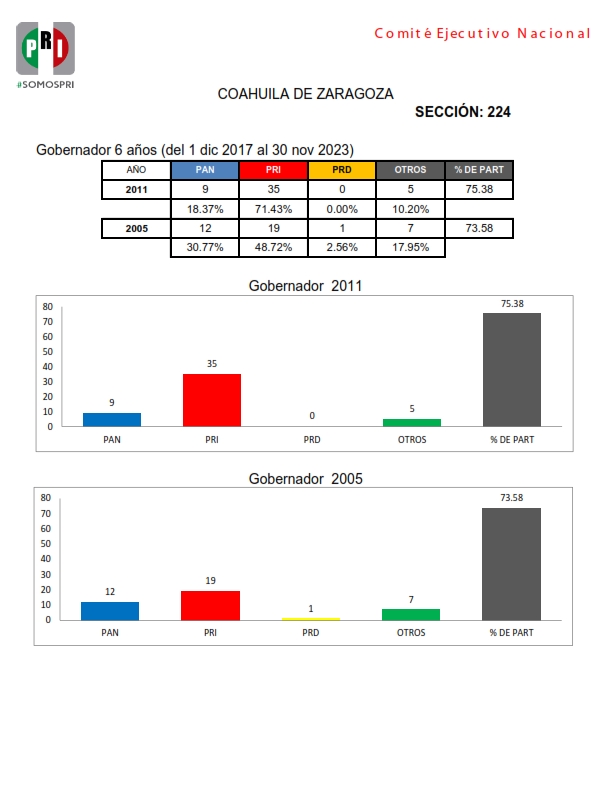 Comité Ejecutivo Nacional
PRI
#SOMOSPRI
COAHUILA DE ZARAGOZA
SECCIÓN: 224
Gobernador 6 años (del 1 dic 2017 al 30 nov 2023)
AÑO PAN PRI PRD OTROS % DE PART
2011 9 35 0 5 75.38
18.37% 71.43% 0.00% 10.20%
2005 12 19 1 7 73.58
30.77% 48.72% 2.56% 17.95%
Gobernador 2011
80
70
60
50
40
30
20
10
0
9 35 0 5 75.38
PAN PRI PRD OTROS % DE PART
Gobernador 2005
80
70
60
50
40
30
20
10
0
12 19 1 7 73.58
PAN PRI PRD OTROS % DE PART